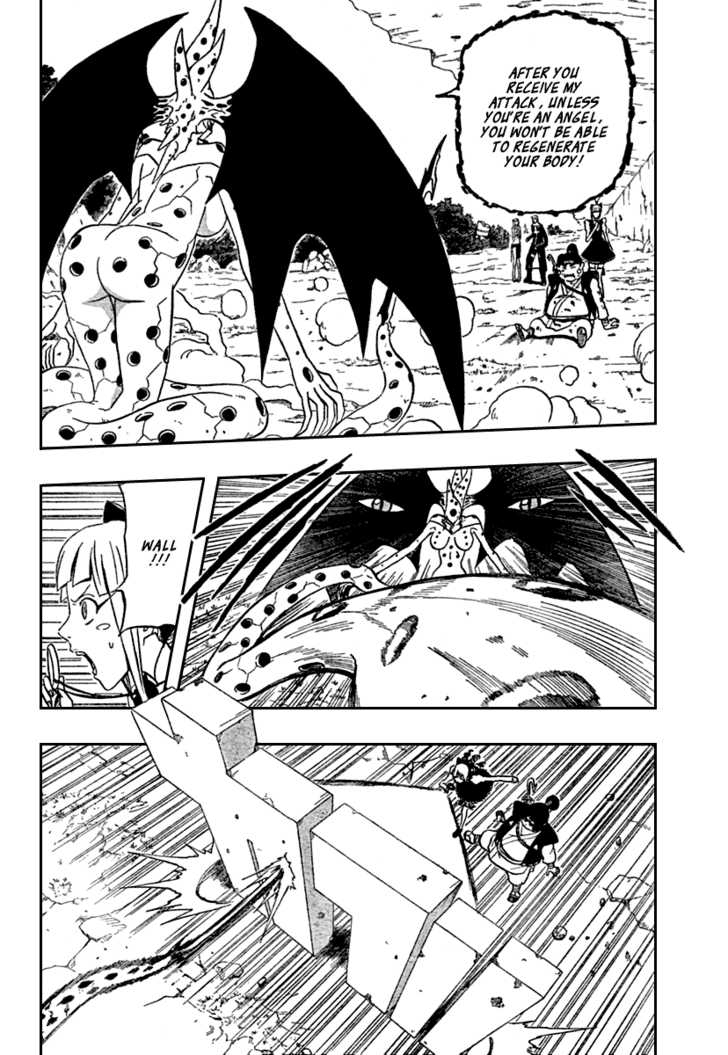 AFTER YOU
RECEIVE MY
ATTACK, UNLESS
YOU'RE AN ANGEL,
YOU WON'T BE ABLE
TO REGENERATE
YOUR BODY!
WALL
!!!